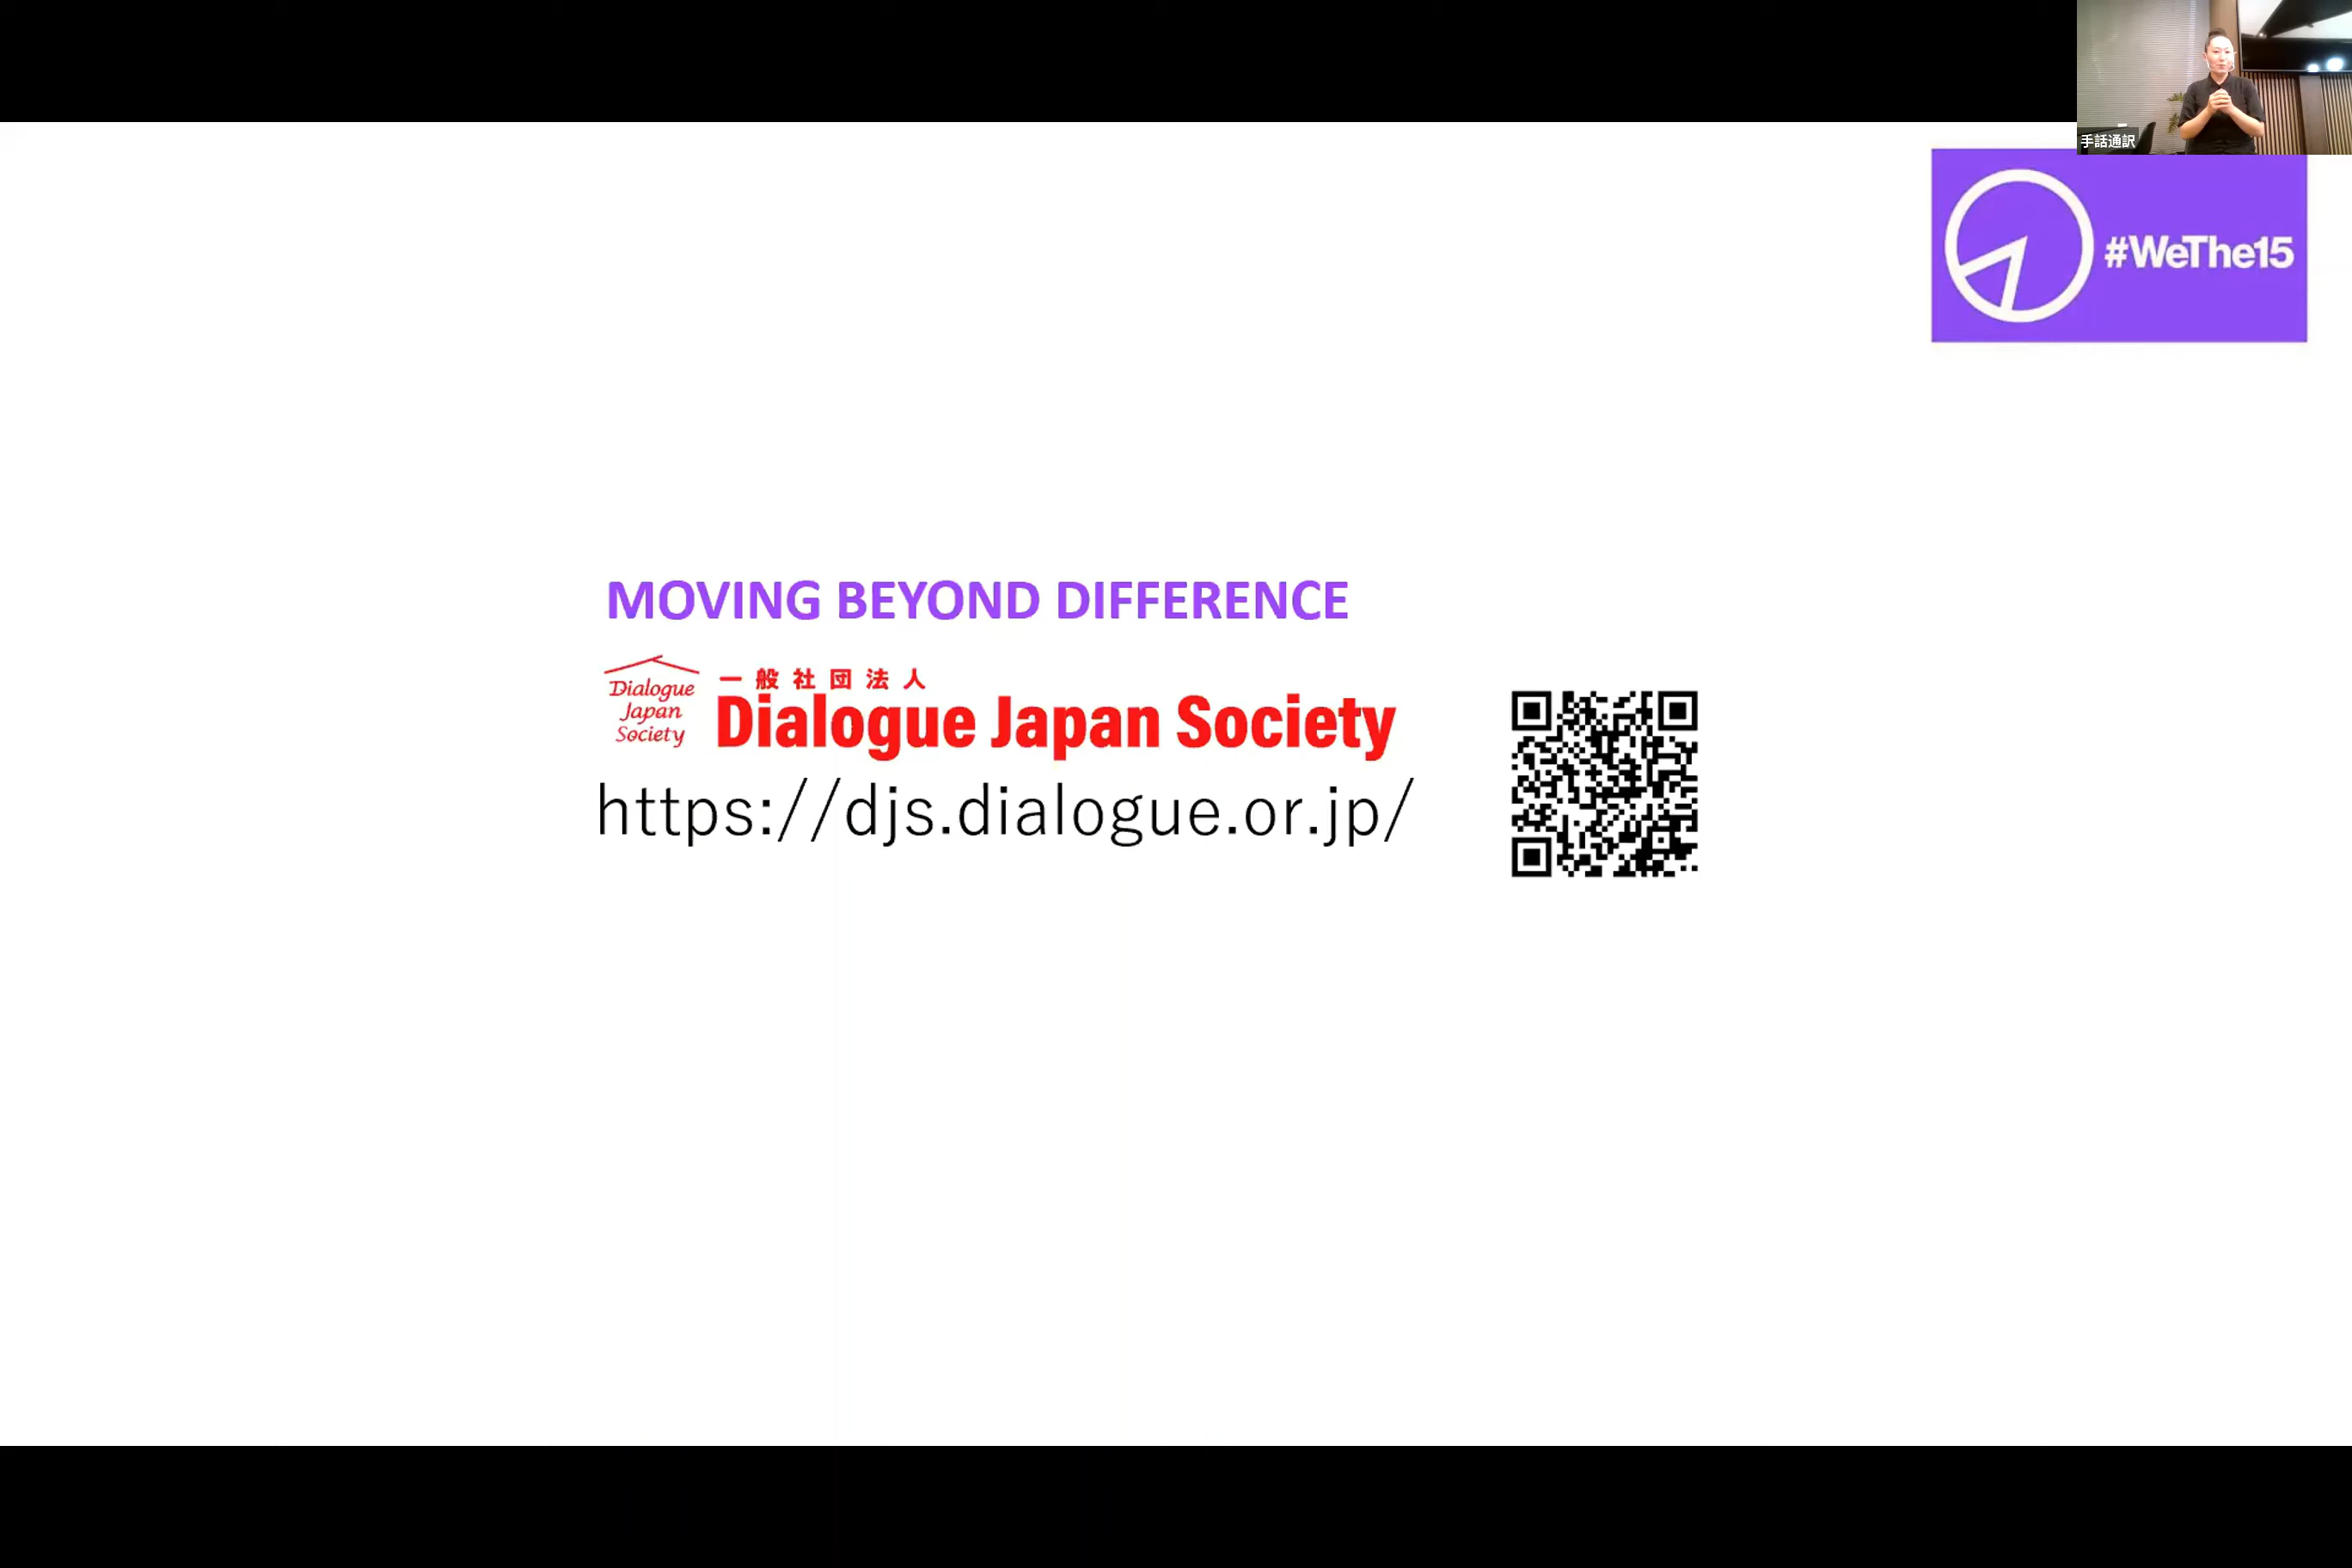 手話通訳
#WeThe15
MOVING BEYOND DIFFERENCE
Dialogue
Japan
Society
一般社団法人
Dialogue Japan Society
https://djs.dialogue.or.jp/